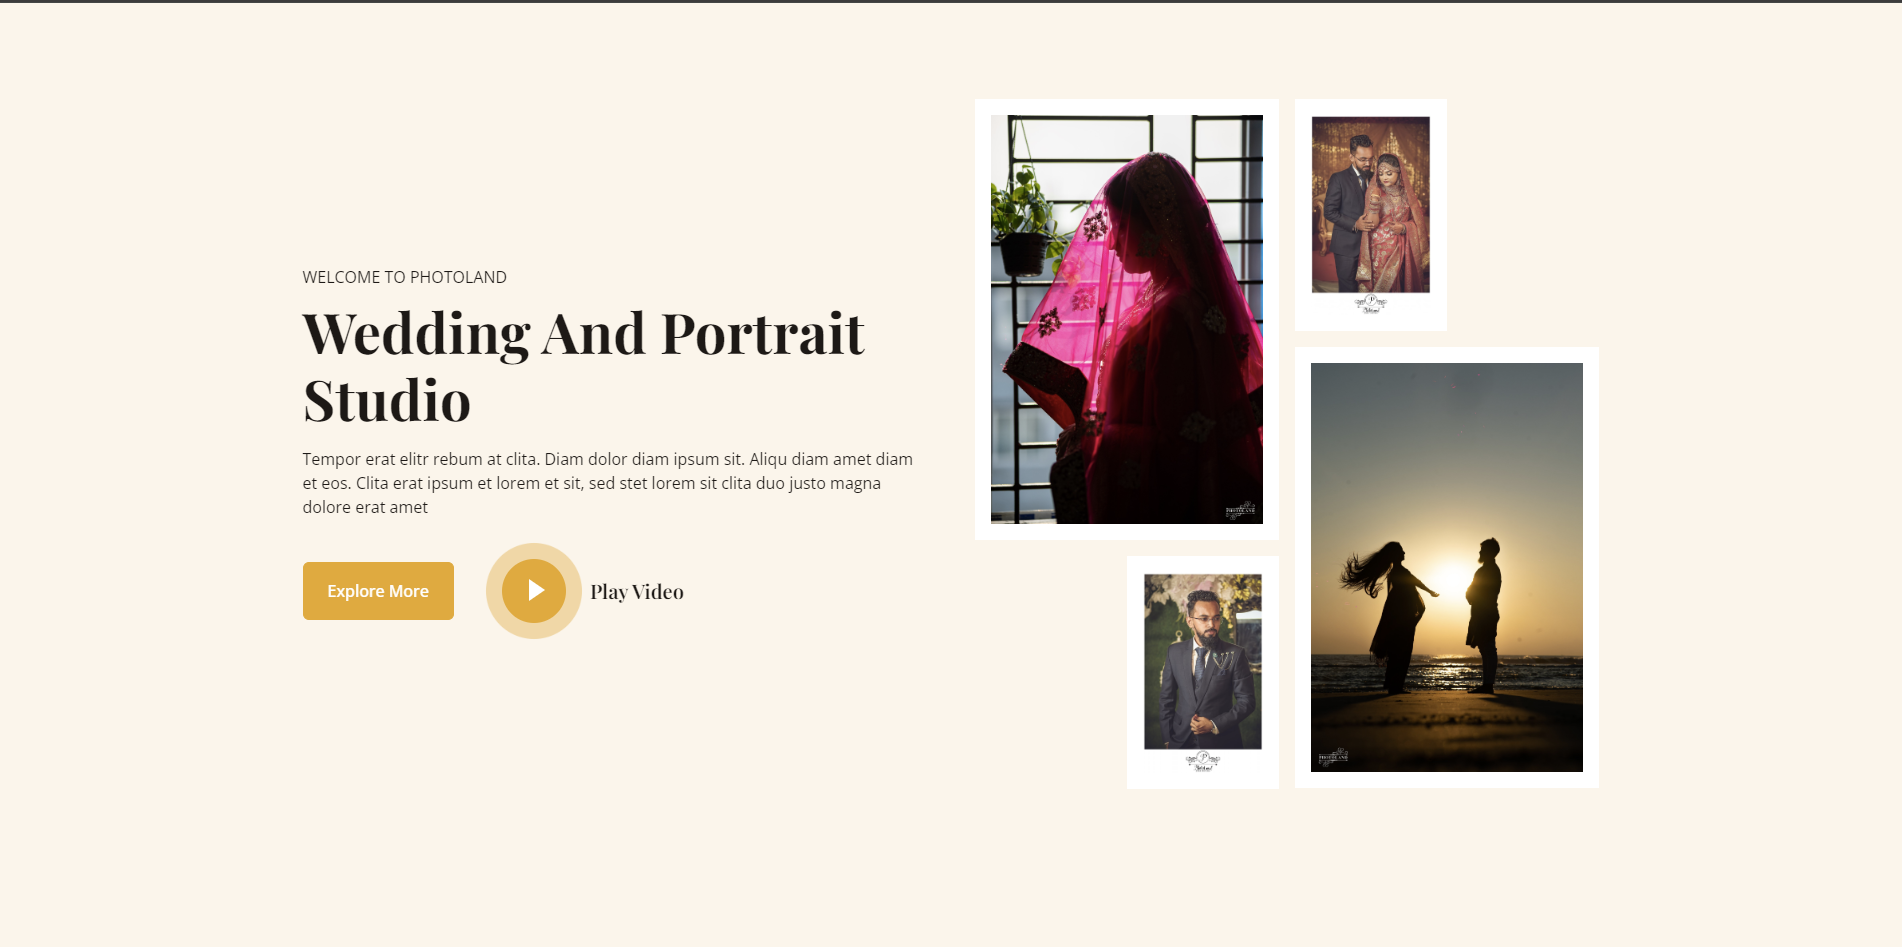 WELCOME TO PHOTOLAND
Wedding And Portrait
Studio
Tempor erat elitr rebum at clita. Diam dolor diam ipsum sit. Aliqu diam amet diam
et eos. Clita erat ipsum et lorem et sit, sed stet lorem sit clita duo justo magna
dolore erat amet
Explore More
Play Video
PHOTOLAND
PHOTOLAND